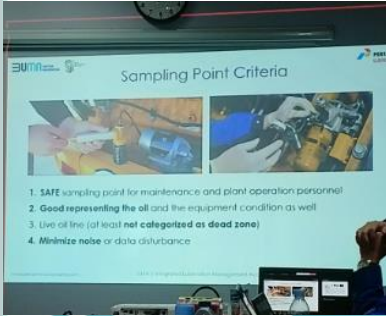 BUMN
Sampling Point Criteria
1. SAFE sampling point for maintenance and plant operation personnel
2. Good representing the oil and the equipment condition as well
3. Live oil line (at least not categorized as dead zone)
4. Minimize noise or data disturbance